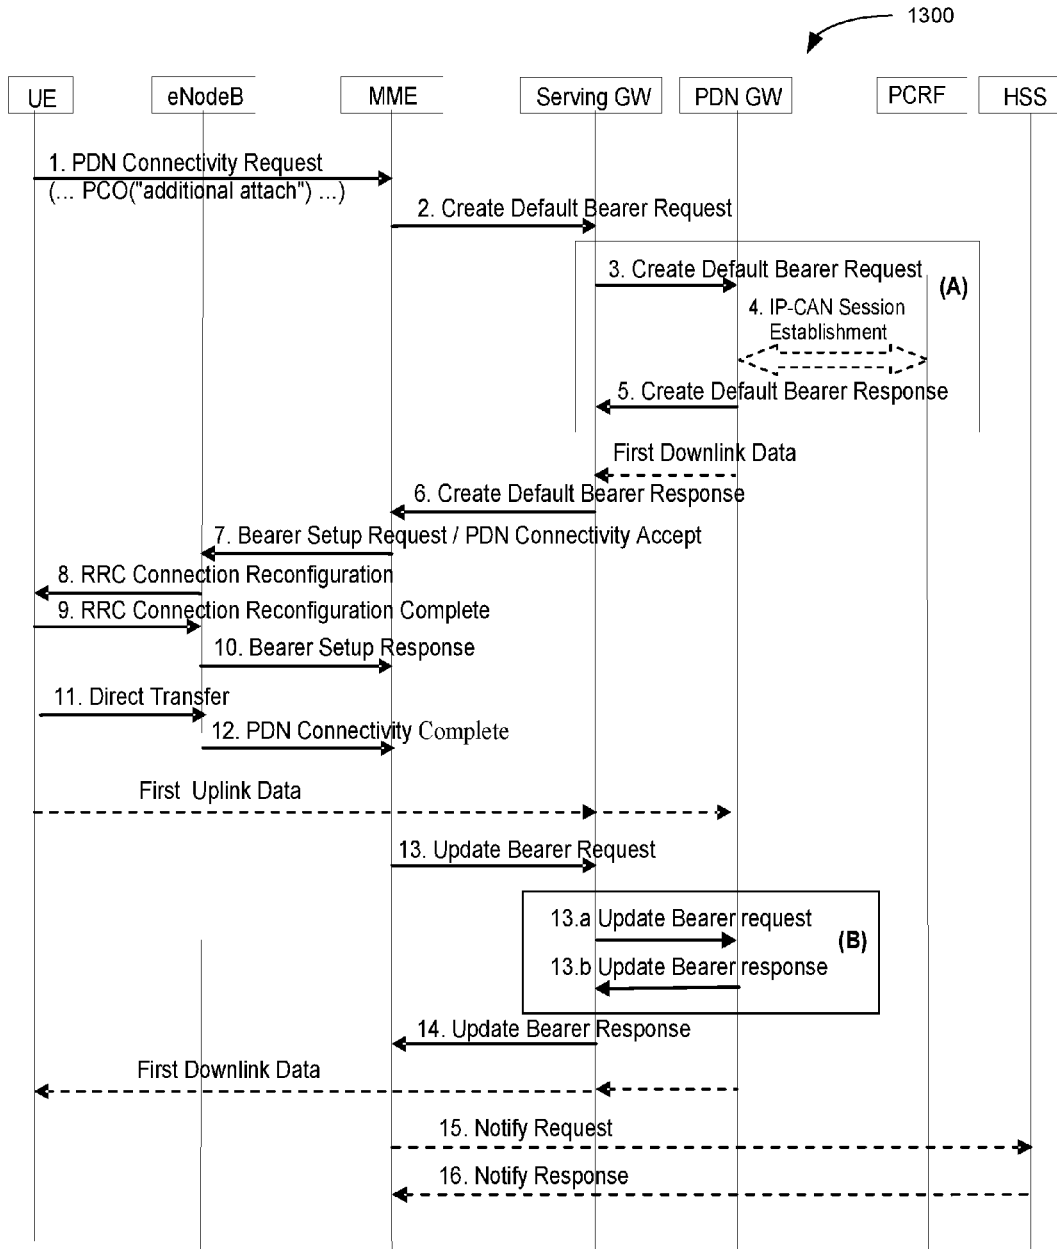 1300
UE
eNodeB
MME
Serving GW
PDN GW
PCRF
HSS
1. PDN Connectivity Request
(... PCO("additional attach") ...)
2. Create Default Bearer Request
3. Create Default Bearer Request
(A)
4. IP-CAN Session
Establishment
5. Create Default Bearer Response
First Downlink Data
6. Create Default Bearer Response
7. Bearer Setup Request / PDN Connectivity Accept
8. RRC Connection Reconfiguration
9. RRC Connection Reconfiguration Complete
10. Bearer Setup Response
11. Direct Transfer
12. PDN Connectivity Complete
First Uplink Data
13. Update Bearer Request
13.a Update Bearer request
(B)
13.b Update Bearer response
14. Update Bearer Response
First Downlink Data
15. Notify Request
16. Notify Response